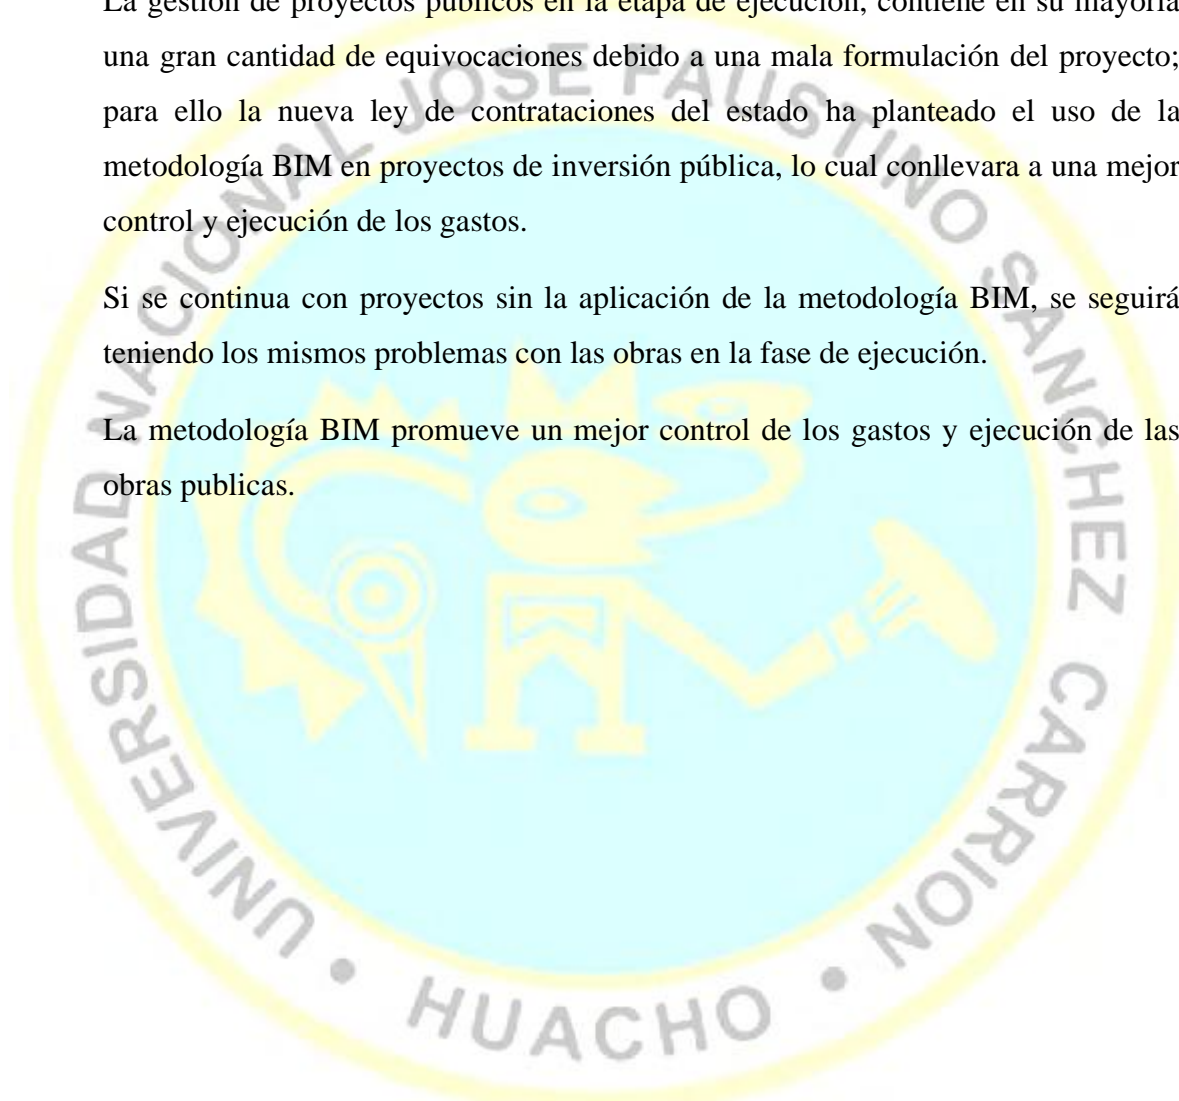 La gestión de proyectos públicos en la etapa de ejecución, contiene en su mayoría
una gran cantidad de equivocaciones debido a una mala formulación del proyecto;
para ello la nueva ley de contrataciones del estado ha planteado el uso de la
metodología BIM en proyectos de inversión pública, lo cual conllevara a una mejor
control y ejecución de los gastos.
Si se continua con proyectos sin la aplicación de la metodología BIM, se seguirá
teniendo los mismos problemas con las obras en la fase de ejecución.
La metodología BIM promueve un mejor control de los gastos y ejecución de las
obras publicas.
UNIVERSIDAD NACIONAL JOSE FAUSTINO SANCHEZ CARRION
• HUACHO •